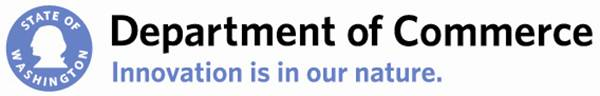 STATE OF
WASHINGTON
Department of Commerce
Innovation is in our nature.